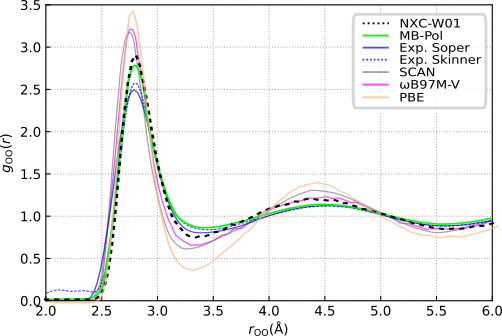 3.5
3.0
2.5
2.0
1.5
1.0
0.5
0.0
g_OO(r)
NXC-W01
MB-Pol
Exp. Soper
Exp. Skinner
SCAN
ωB97M-V
PBE
2.0 2.5 3.0 3.5 4.0 4.5 5.0 5.5 6.0
r_OO(Å)